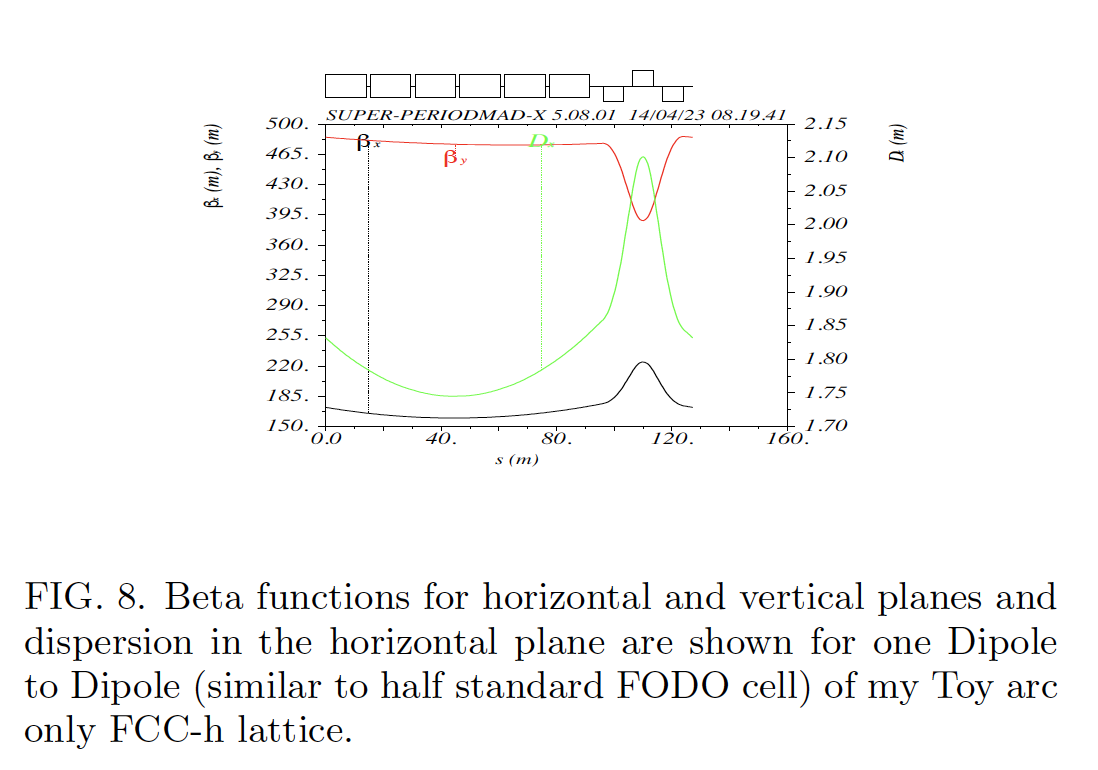 SUPER-PERIODMAD-X 5.08.01 14/04/23 08.19.41
500.
465.
430.
395.
360.
325.
290.
255.
220.
185.
150.
βx (m), βy (m)
βx
βy
Dx
2.15
2.10
2.05
2.00
1.95
1.90
1.85
1.80
1.75
1.70
Dx (m)
0.0 40. 80. 120. 160.
s (m)
FIG. 8. Beta functions for horizontal and vertical planes and
dispersion in the horizontal plane are shown for one Dipole
to Dipole (similar to half standard FODO cell) of my Toy arc
only FCC-h lattice.